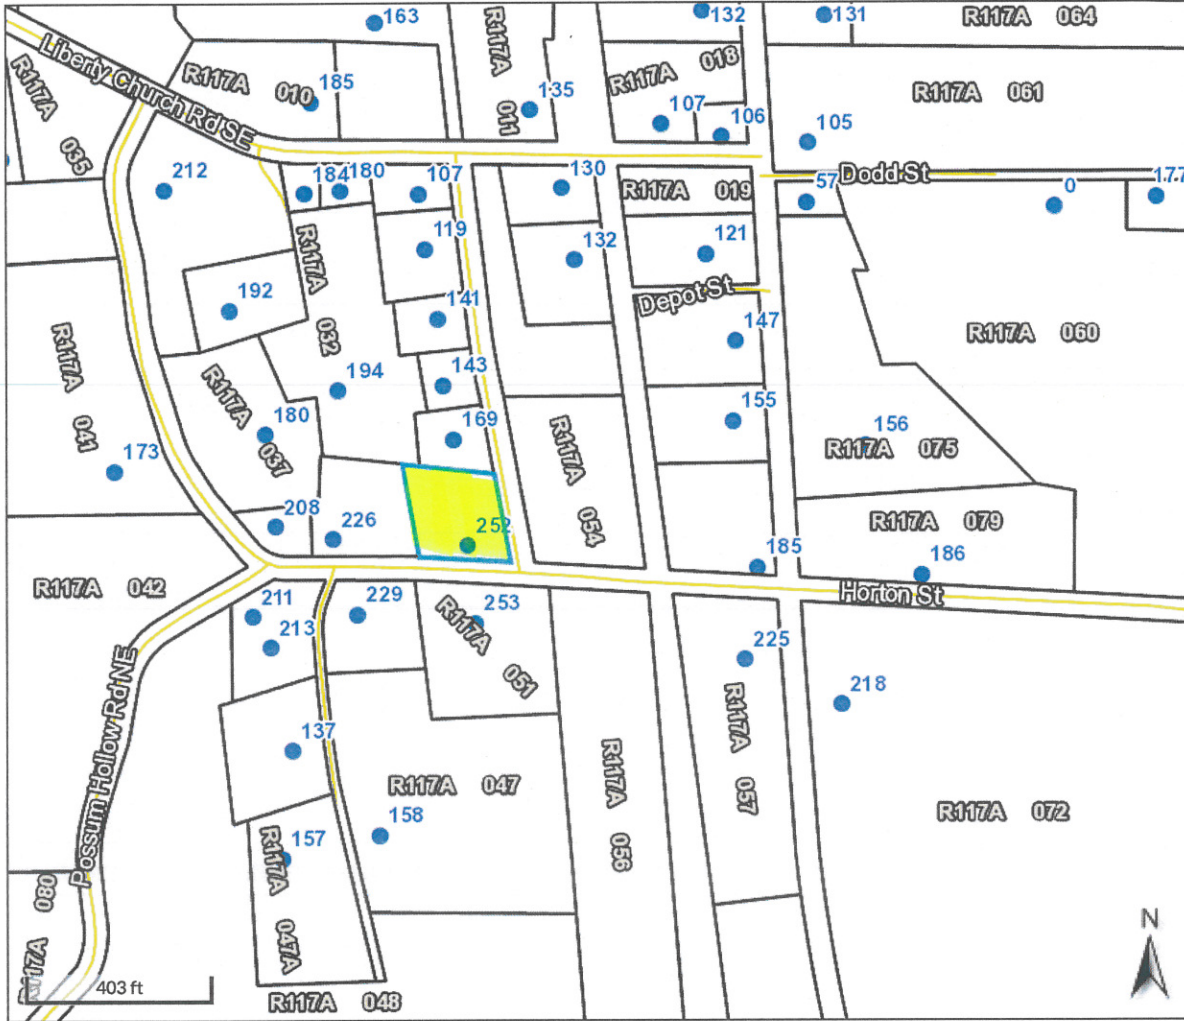 163
132
131
R117A 064
Liberty Church Rd SE
R117A 035
R117A 010
185
R117A 011
135
R117A 018
107
106
R117A 061
105
212
184
180
107
130
R117A 019
57
Dodd St
0
177
119
132
121
R117A 032
192
141
Depot St
147
R117A 060
R117A 041
194
143
R117A 037
180
169
R117A 054
155
156
R117A 075
173
208
226
252
R117A 079
185
186
R117A 042
211
213
229
253
R117A 051
Horton St
225
218
Possum Hollow Rd NE
137
R117A 047
158
R117A 056
R117A 057
R117A 072
157
R117A 047A
R117A 080
403 ft
R117A 048
N